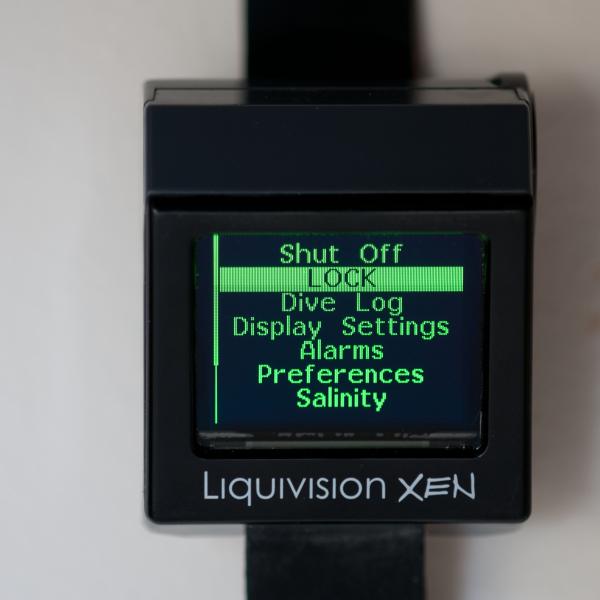 Shut Off
LOCK
Dive Log
Display Settings
Alarms
Preferences
Salinity
Liquivision XEN